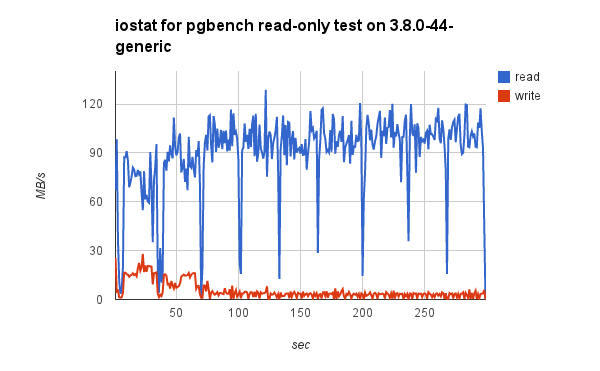 iostat for pgbench read-only test on 3.8.0-44-
generic
read
write
120
90
60
30
0
MB/s
50
100
150
200
250
sec